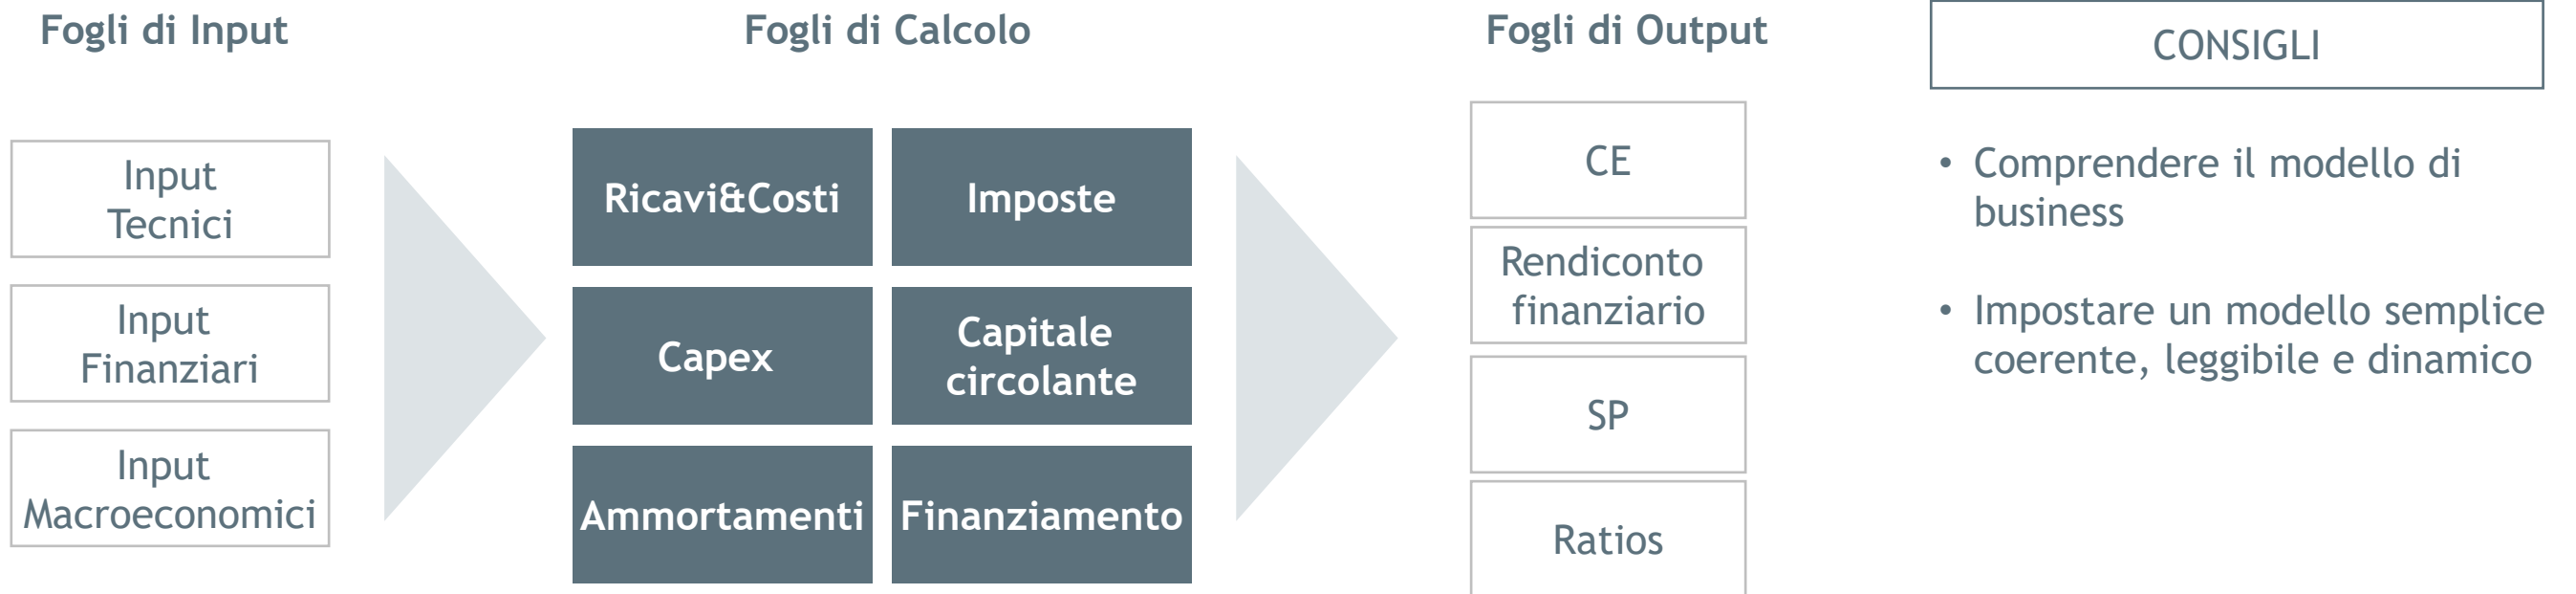 Fogli di Input
Input
Tecnici
Input
Finanziari
Input
Macroeconomici
Fogli di Calcolo
Ricavi&Costi
Imposte
Capex
Capitale
circolante
Ammortamenti
Finanziamento
Fogli di Output
CE
Rendiconto
finanziario
SP
Ratios
CONSIGLI
• Comprendere il modello di
business
• Impostare un modello semplice
coerente, leggibile e dinamico